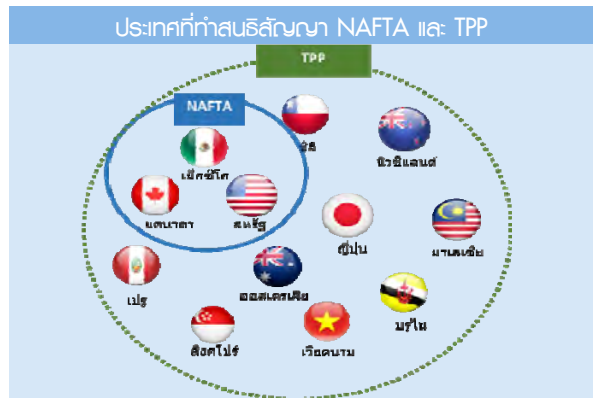 ประเทศที่ทำสนธิสัญญา NAFTA และ TPP
TPP
NAFTA
ชิลี
นิวซีแลนด์
เม็กซิโก
แคนาดา
สหรัฐ
ญี่ปุ่น
มาเลเซีย
เปรู
ออสเตรเลีย
บรูไน
สิงคโปร์
เวียดนาม